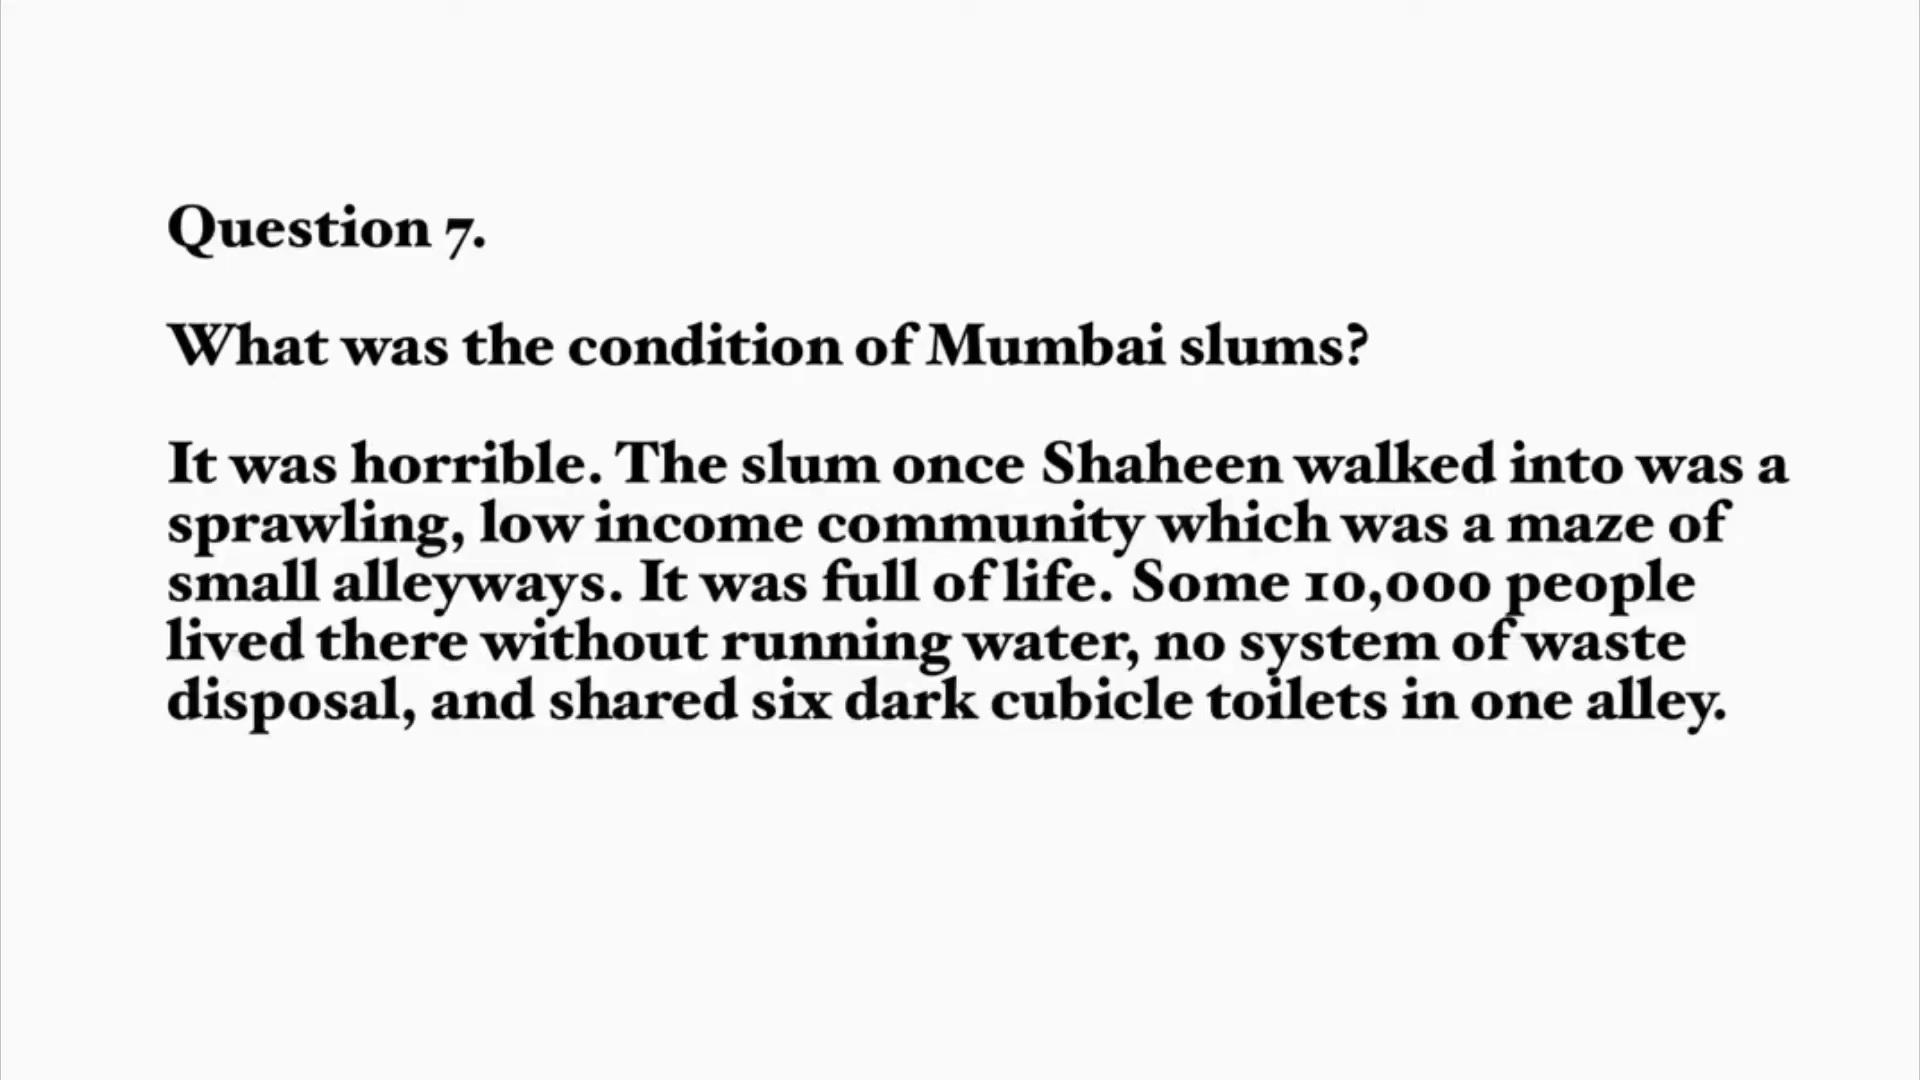 Question 7.
What was the condition of Mumbai slums?
It was horrible. The slum once Shaheen walked into was a
sprawling, low income community which was a maze of
small alleyways. It was full of life. Some 10,000 people
lived there without running water, no system of waste
disposal, and shared six dark cubicle toilets in one alley.